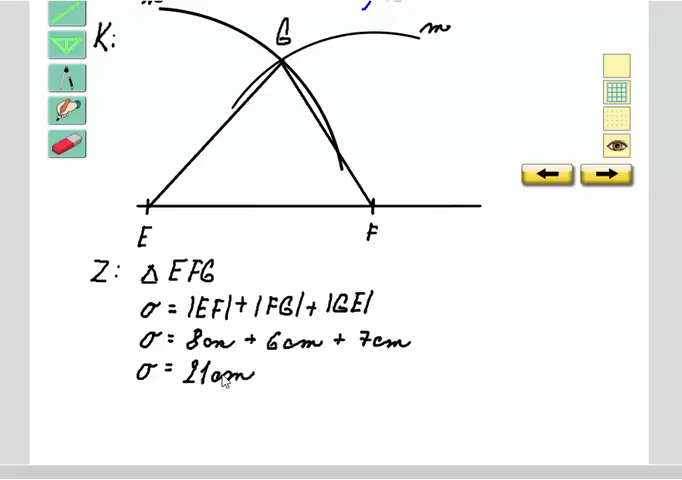 K:
G
m
E
F
Z: Δ EFG
σ = |EF| + |FG| + |GE|
σ = 8cm + 6cm + 7cm
σ = 21cm